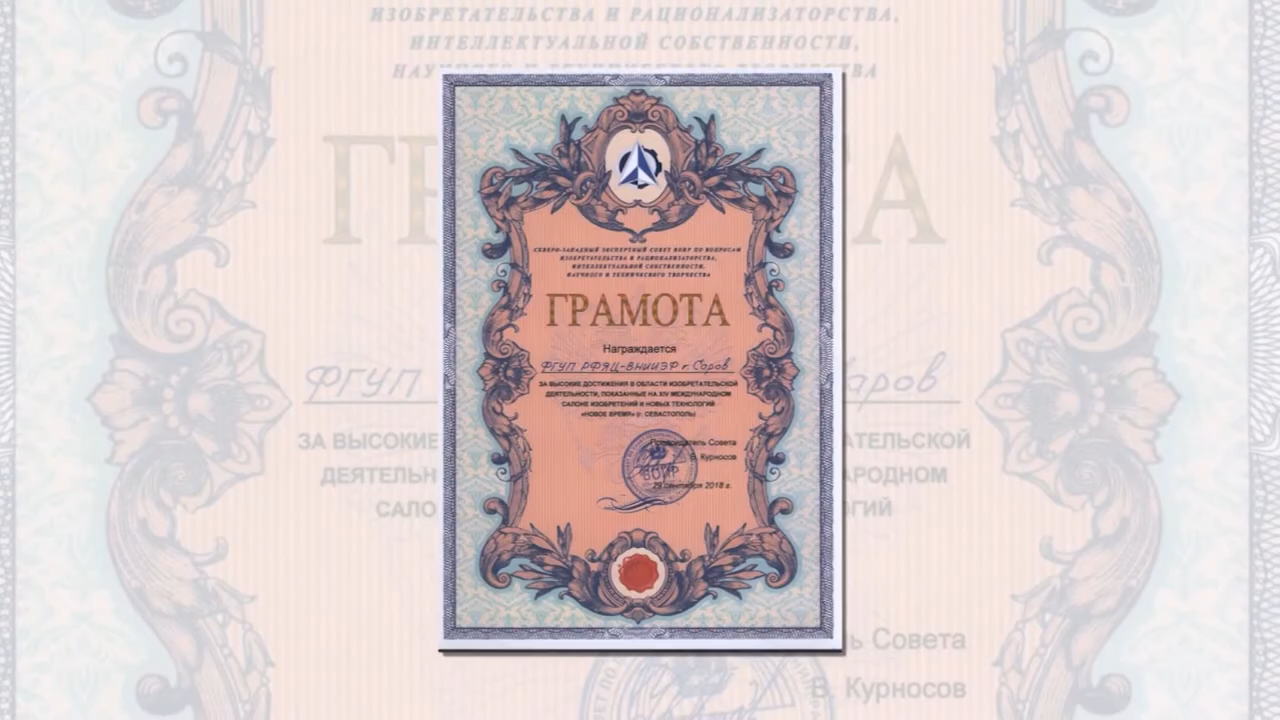 СЕВЕРО-ЗАПАДНЫЙ ЭКСПЕРТНЫЙ СОВЕТ ВОИР ПО ВОПРОСАМ
ИЗОБРЕТАТЕЛЬСТВА И РАЦИОНАЛИЗАТОРСТВА,
ИНТЕЛЛЕКТУАЛЬНОЙ СОБСТВЕННОСТИ,
НАУЧНОГО И ТЕХНИЧЕСКОГО ТВОРЧЕСТВА
ГРАМОТА
Награждается
ФГУП РФЯЦ-ВНИИЭФ г. Саров
ЗА ВЫСОКИЕ ДОСТИЖЕНИЯ В ОБЛАСТИ ИЗОБРЕТАТЕЛЬСКОЙ
ДЕЯТЕЛЬНОСТИ, ПОКАЗАННЫЕ НА XIV МЕЖДУНАРОДНОМ
САЛОНЕ ИЗОБРЕТЕНИЙ И НОВЫХ ТЕХНОЛОГИЙ
«НОВОЕ ВРЕМЯ» (г. СЕВАСТОПОЛЬ)
Председатель Совета
В. Курносов
ВОИР
29 сентября 2018 г.